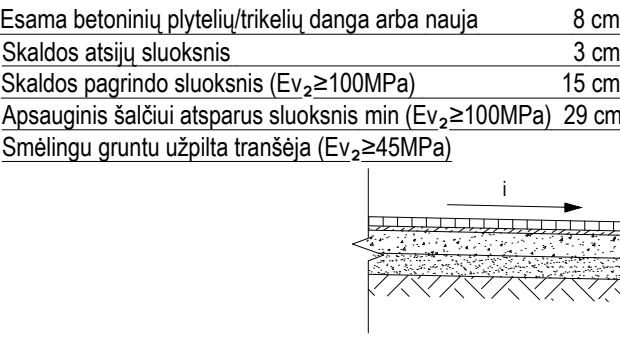 Esama betoninių plytelių/trikelių danga arba nauja 8 cm
Skaldos atsijų sluoksnis 3 cm
Skaldos pagrindo sluoksnis (Ev₂≥100MPa) 15 cm
Apsauginis šalčiui atsparus sluoksnis min (Ev₂≥100MPa) 29 cm
Smėlingu gruntu užpilta tranšėja (Ev₂≥45MPa)
i